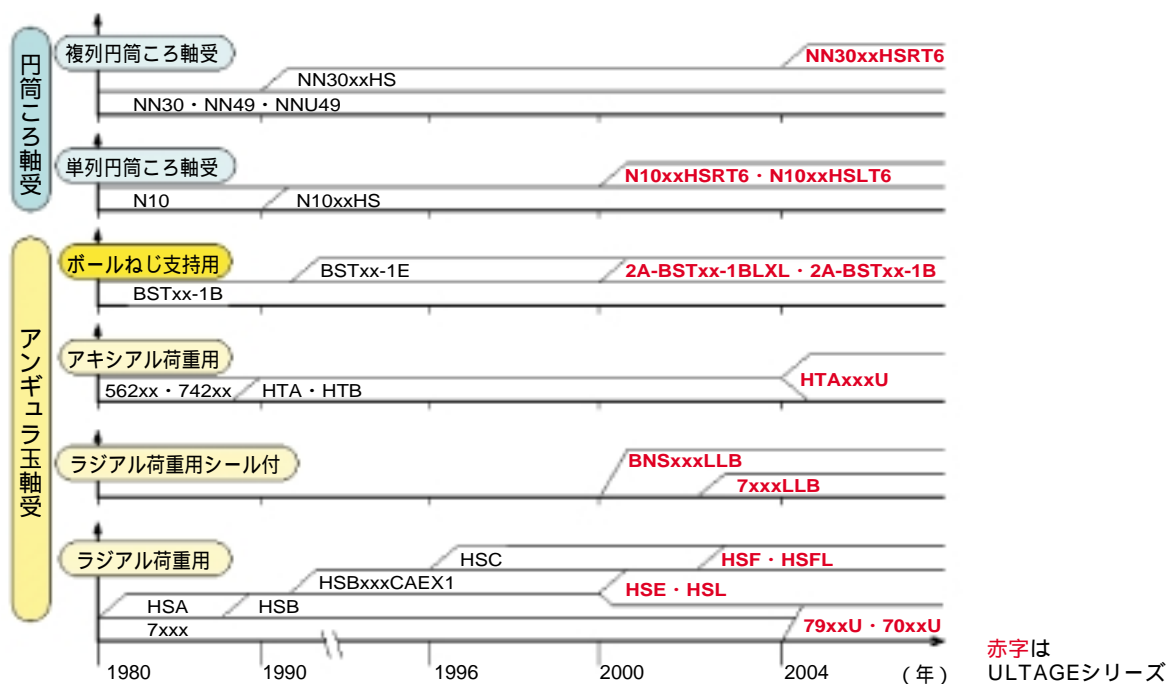 円筒ころ軸受
複列円筒ころ軸受
NN30xxHSRT6
NN30xxHS
NN30・NN49・NNU49
単列円筒ころ軸受
N10xxHSRT6・N10xxHSLT6
N10
N10xxHS
アンギュラ玉軸受
ボールねじ支持用
BSTxx-1E
2A-BSTxx-1BLXL・2A-BSTxx-1B
BSTxx-1B
アキシアル荷重用
HTAxxxU
562xx・742xx
HTA・HTB
ラジアル荷重用シール付
BNSxxxLLB
7xxxLLB
ラジアル荷重用
HSC
HSF・HSFL
HSBxxxCAEX1
HSE・HSL
HSA
HSB
7xxx
79xxU・70xxU
1980
1990
1996
2000
2004
（年）
赤字は
ULTAGEシリーズ